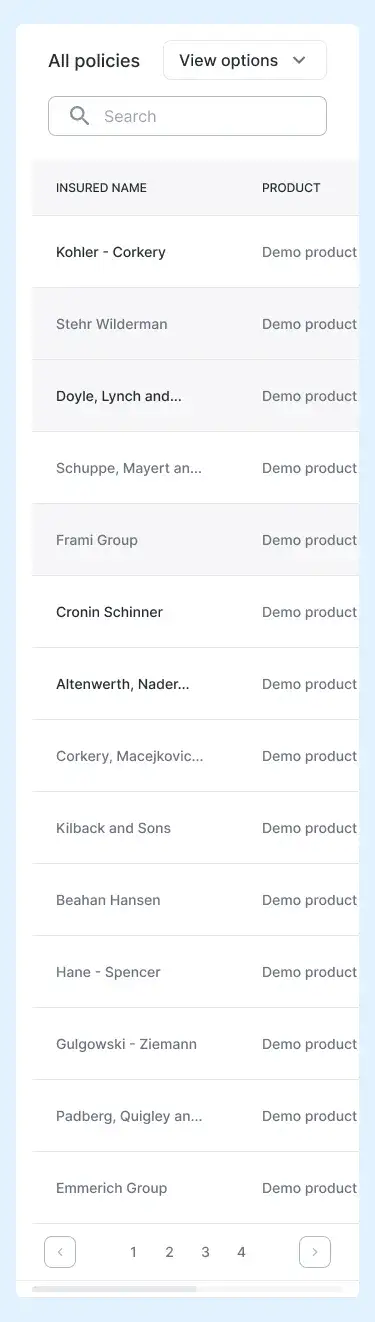 All policies View options
Search
INSURED NAME PRODUCT
Kohler - Corkery Demo product
Stehr Wilderman Demo product
Doyle, Lynch and... Demo product
Schuppe, Mayert an... Demo product
Frami Group Demo product
Cronin Schinner Demo product
Altenwerth, Nader... Demo product
Corkery, Macejkovic... Demo product
Kilback and Sons Demo product
Beahan Hansen Demo product
Hane - Spencer Demo product
Gulgowski - Ziemann Demo product
Padberg, Quigley an... Demo product
Emmerich Group Demo product
1 2 3 4